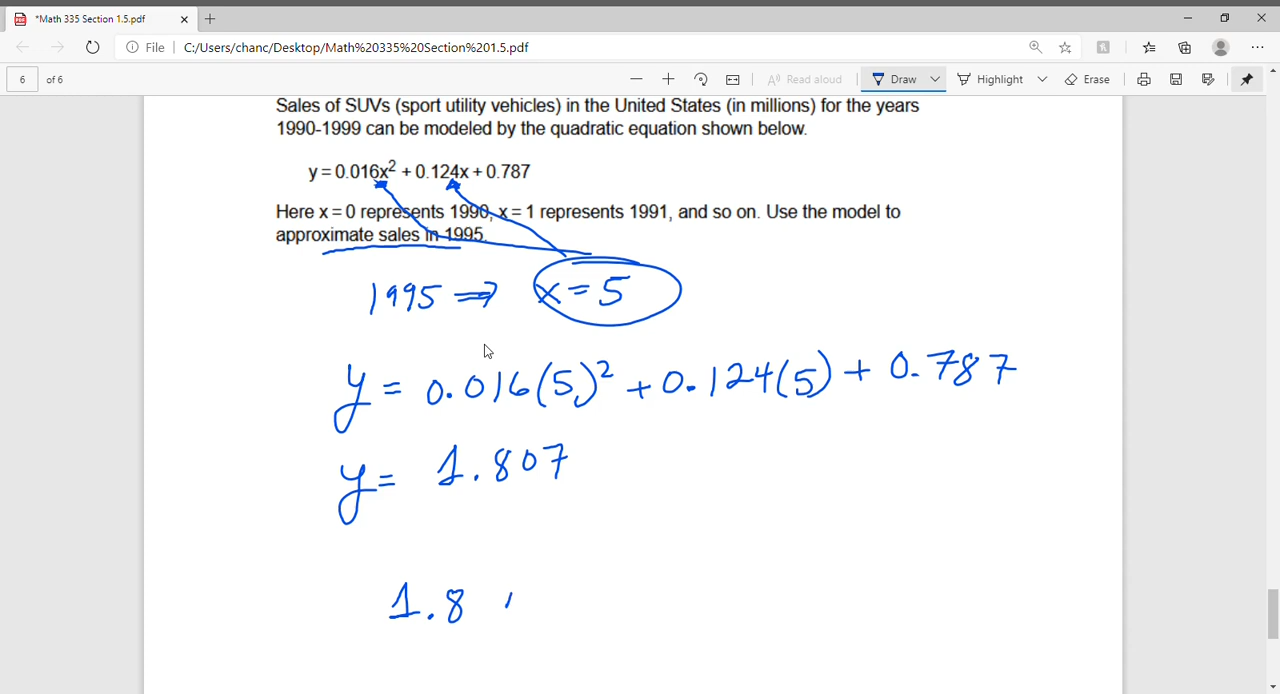 *Math 335 Section 1.5.pdf
File | C:/Users/chanc/Desktop/Math%20335%20Section%201.5.pdf
6 of 6 Read aloud Draw Highlight Erase
Sales of SUVs (sport utility vehicles) in the United States (in millions) for the years
1990-1999 can be modeled by the quadratic equation shown below.
y = 0.016x² + 0.124x + 0.787
Here x = 0 represents 1990, x = 1 represents 1991, and so on. Use the model to
approximate sales in 1995.
1995 ⇒ x = 5
y = 0.016(5)² + 0.124(5) + 0.787
y = 1.807
1.8